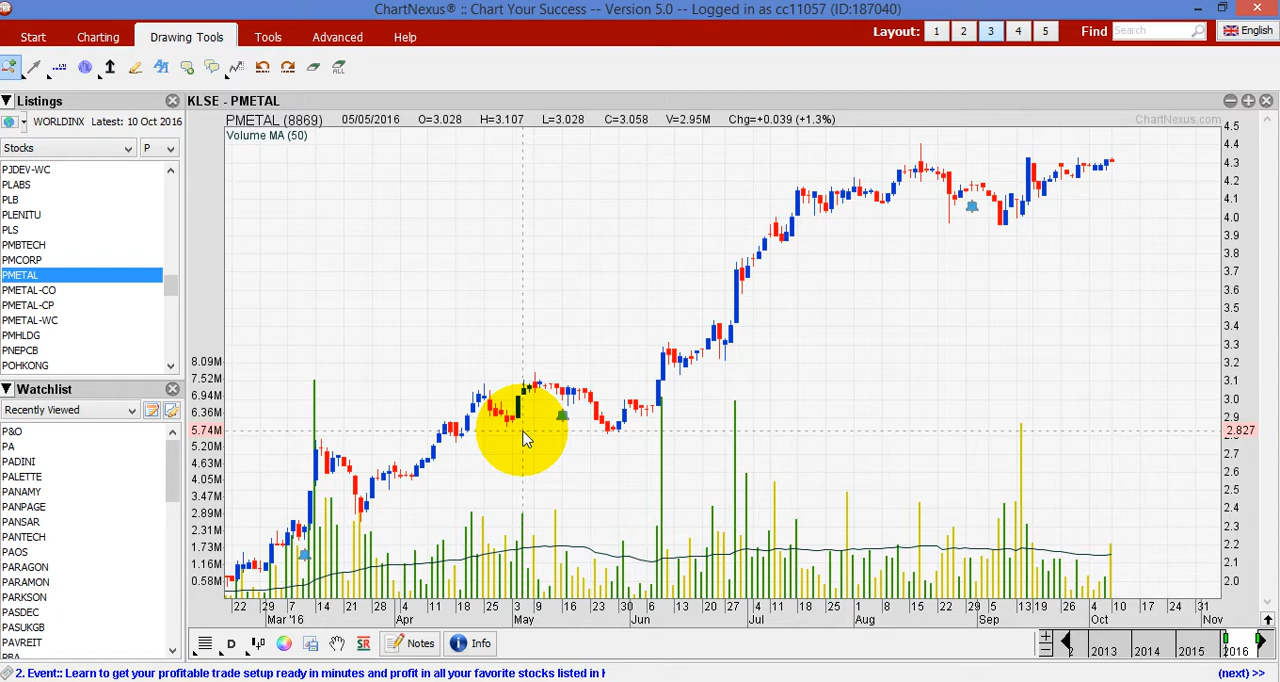 ChartNexus® :: Chart Your Success -- Version 5.0 -- Logged in as cc11057 (ID:187040)
Start Charting Drawing Tools Tools Advanced Help Layout: 1 2 3 4 5 Find Search English
ALL
Listings
WORLDINX Latest: 10 Oct 2016
Stocks P
PJDEV-WC
PLABS
PLB
PLENITU
PLS
PMBTECH
PMCORP
PMETAL
PMETAL-CO
PMETAL-CP
PMETAL-WC
PMHLDG
PNEPCB
POHKONG
Watchlist
Recently Viewed
P&O
PA
PADINI
PALETTE
PANAMY
PANPAGE
PANSAR
PANTECH
PAOS
PARAGON
PARAMON
PARKSON
PASDEC
PASUKGB
PAVREIT
PBA
KLSE - PMETAL
PMETAL (8869) 05/05/2016 O=3.028 H=3.107 L=3.028 C=3.058 V=2.95M Chg=+0.039 (+1.3%) ChartNexus.com
Volume MA (50)
4.5
4.4
4.3
4.2
4.1
4.0
3.9
3.8
3.7
3.6
3.5
3.4
3.3
3.2
3.1
3.0
2.9
2.827
2.7
2.6
2.5
2.4
2.3
2.2
2.1
2.0
8.09M
7.52M
6.94M
6.36M
5.74M
5.20M
4.63M
4.05M
3.47M
2.89M
2.31M
1.73M
1.16M
0.58M
22 29 7 14 21 28 4 11 18 25 3 9 16 23 30 6 13 20 27 4 11 18 25 1 8 15 22 29 5 13 19 26 4 10 17 24 31
Mar '16 Apr May Jun Jul Aug Sep Oct Nov
D SR Notes i Info 2 2013 2014 2015 2016
2. Event:: Learn to get your profitable trade setup ready in minutes and profit in all your favorite stocks listed in (next) >>